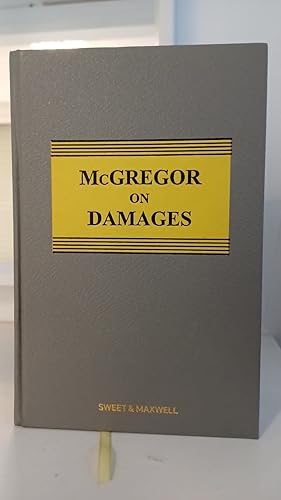 McGREGOR
ON
DAMAGES
SWEET & MAXWELL